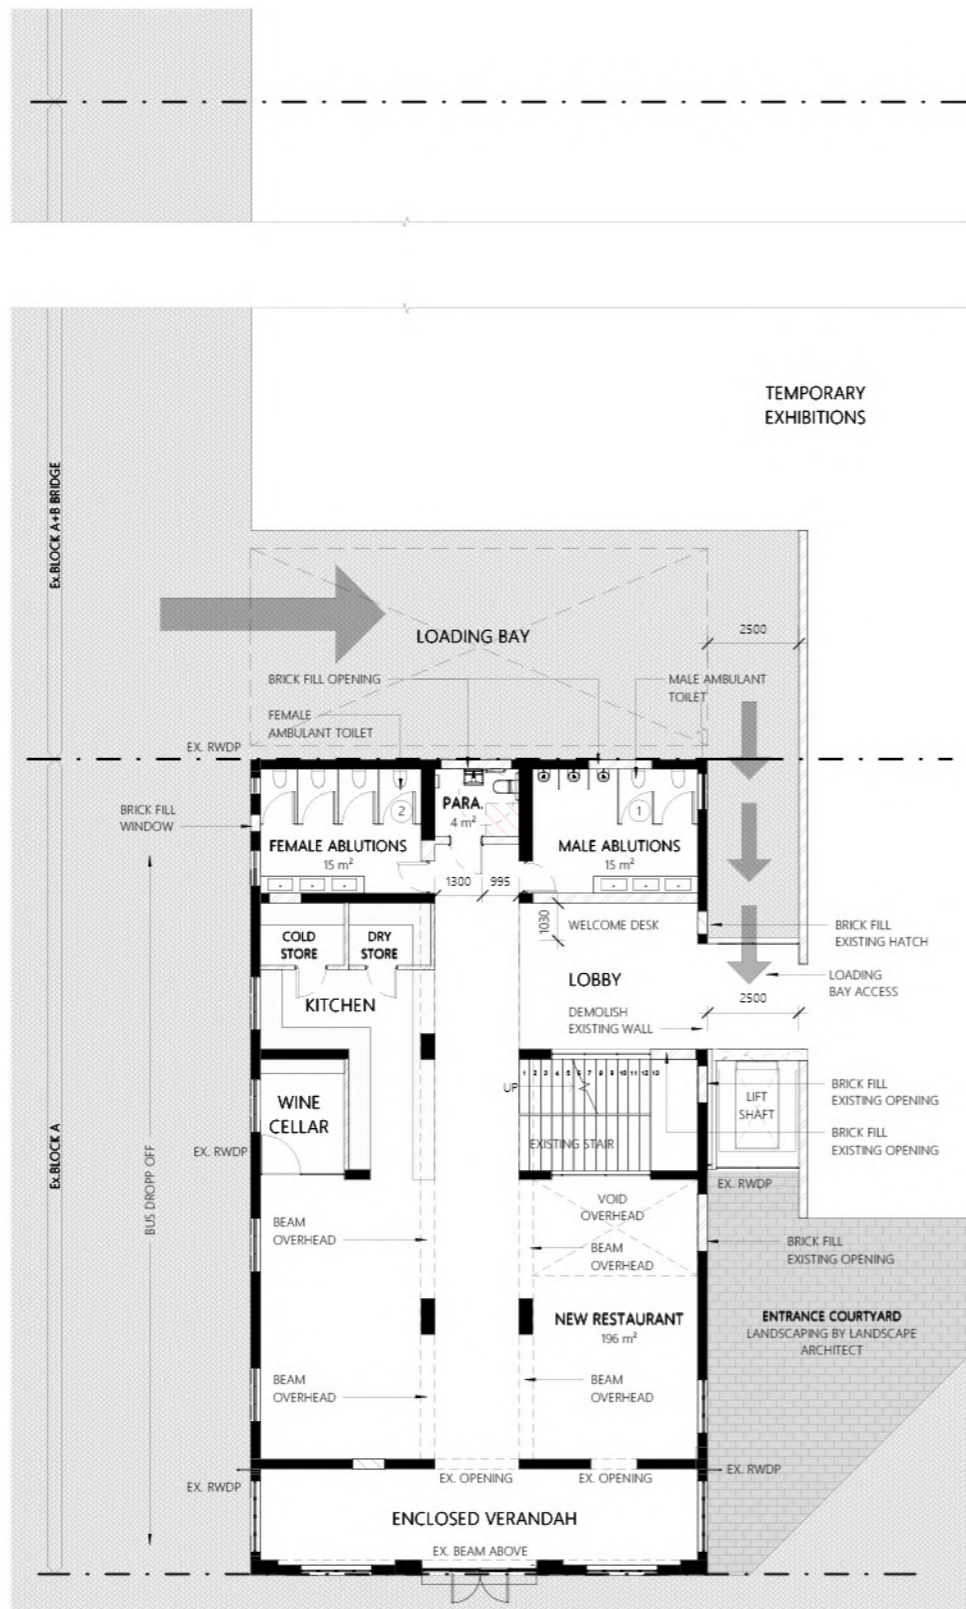 TEMPORARY
EXHIBITIONS
Ex.BLOCK A+B BRIDGE
LOADING BAY
2500
BRICK FILL OPENING
MALE AMBULANT
TOILET
FEMALE
AMBULANT TOILET
EX. RWDP
BRICK FILL
WINDOW
PARA.
4 m²
2
1
FEMALE ABLUTIONS
15 m²
MALE ABLUTIONS
15 m²
1300
995
1030
WELCOME DESK
BRICK FILL
EXISTING HATCH
COLD
STORE
DRY
STORE
LOBBY
LOADING
BAY ACCESS
KITCHEN
2500
DEMOLISH
EXISTING WALL
1 2 3 4 5 6 7 8 9 10 11 12 13
UP
LIFT
SHAFT
BRICK FILL
EXISTING OPENING
WINE
CELLAR
BRICK FILL
EXISTING OPENING
EXISTING STAIR
EX. RWDP
EX. RWDP
Ex.BLOCK A
BUS DROPP OFF
VOID
OVERHEAD
BEAM
OVERHEAD
BEAM
OVERHEAD
BRICK FILL
EXISTING OPENING
NEW RESTAURANT
196 m²
ENTRANCE COURTYARD
LANDSCAPING BY LANDSCAPE
ARCHITECT
BEAM
OVERHEAD
BEAM
OVERHEAD
EX. OPENING
EX. OPENING
EX. RWDP
EX. RWDP
ENCLOSED VERANDAH
EX. BEAM ABOVE